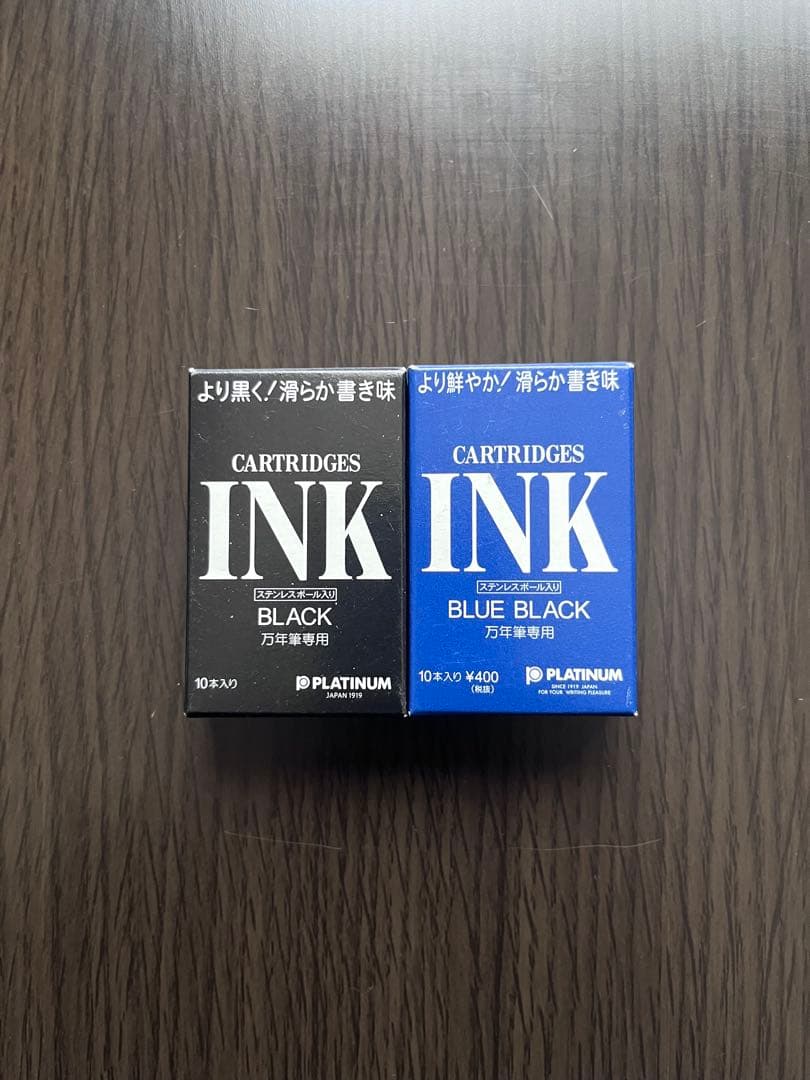 より黒く!滑らか書き味
CARTRIDGES
INK
ステンレスボール入り
BLACK
万年筆専用
10本入り
PLATINUM
JAPAN 1919
より鮮やか!滑らか書き味
CARTRIDGES
INK
ステンレスボール入り
BLUE BLACK
万年筆専用
10本入り ¥400
(税抜)
PLATINUM
SINCE 1919 JAPAN
FOR YOUR WRITING PLEASURE